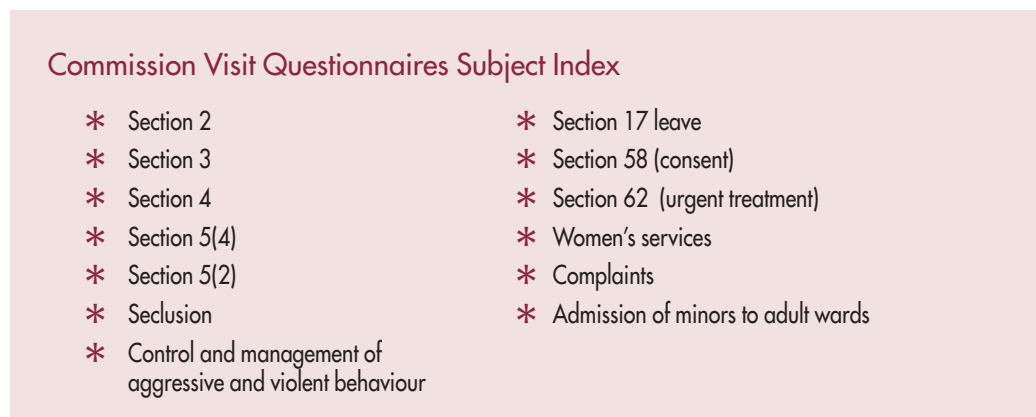 Commission Visit Questionnaires Subject Index
* Section 2
* Section 3
* Section 4
* Section 5(4)
* Section 5(2)
* Seclusion
* Control and management of
aggressive and violent behaviour
* Section 17 leave
* Section 58 (consent)
* Section 62 (urgent treatment)
* Women’s services
* Complaints
* Admission of minors to adult wards